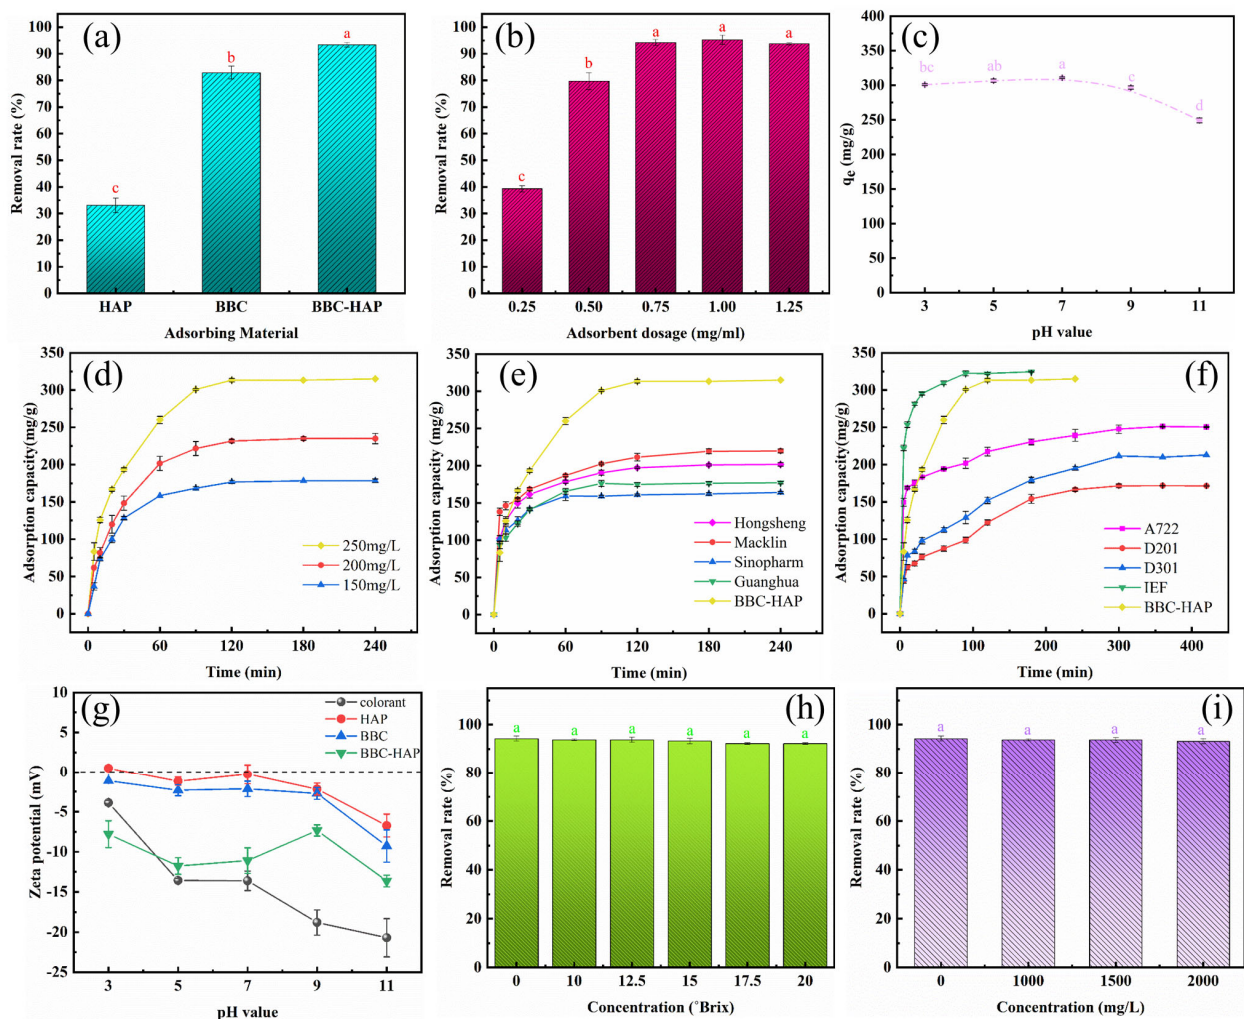 (a)
Removal rate (%)
100
90
80
70
60
50
40
30
20
10
0
c
b
a
HAP
BBC
BBC-HAP
Adsorbing Material
(b)
Removal rate (%)
100
90
80
70
60
50
40
30
20
10
0
c
b
a
a
a
0.25
0.50
0.75
1.00
1.25
Adsorbent dosage (mg/ml)
(c)
qe (mg/g)
400
350
300
250
200
150
100
50
0
bc
ab
a
c
d
3
5
7
9
11
pH value
(d)
Adsorption capacity(mg/g)
350
300
250
200
150
100
50
0
250mg/L
200mg/L
150mg/L
0
60
120
180
240
Time (min)
(e)
Adsorption capacity(mg/g)
350
300
250
200
150
100
50
0
Hongsheng
Macklin
Sinopharm
Guanghua
BBC-HAP
0
60
120
180
240
Time (min)
(f)
Adsorption capacity(mg/g)
350
300
250
200
150
100
50
0
A722
D201
D301
IEF
BBC-HAP
0
100
200
300
400
Time (min)
(g)
Zeta potential (mV)
10
5
0
-5
-10
-15
-20
-25
colorant
HAP
BBC
BBC-HAP
3
5
7
9
11
pH value
(h)
Removal rate (%)
100
80
60
40
20
0
a
a
a
a
a
a
0
10
12.5
15
17.5
20
Concentration (°Brix)
(i)
Removal rate (%)
100
80
60
40
20
0
a
a
a
a
0
1000
1500
2000
Concentration (mg/L)